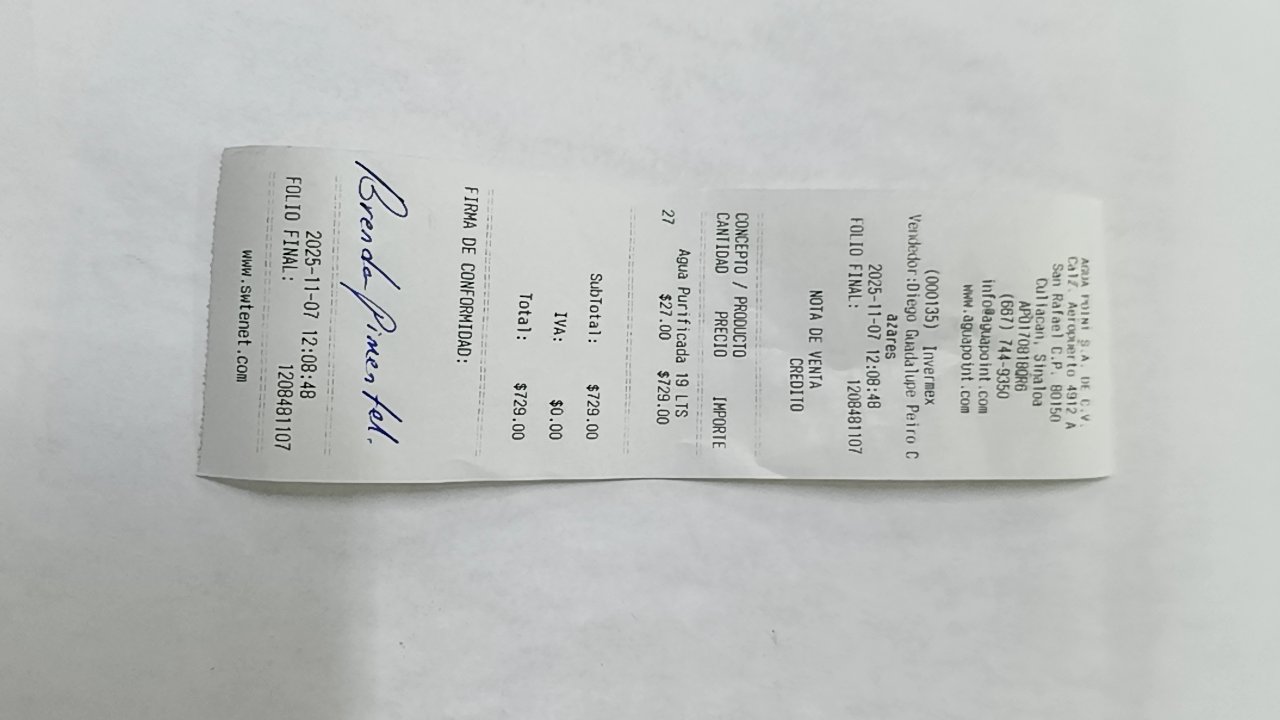 AGUA POINT S.A. DE C.V.
Calz. Aeropuerto 4912 A
San Rafael C.P. 80150
Culiacan, Sinaloa
APO170818QR6
(667) 744-9350
info@aguapoint.com
www.aguapoint.com
(000135) Invermex
Vendedor:Diego Guadalupe Peiro C
azares
2025-11-07 12:08:48
FOLIO FINAL: 1208481107
NOTA DE VENTA
CREDITO
CONCEPTO / PRODUCTO
CANTIDAD PRECIO IMPORTE
Agua Purificada 19 LTS
27 $27.00 $729.00
SubTotal: $729.00
IVA: $0.00
Total: $729.00
FIRMA DE CONFORMIDAD:
Brenda Pimentel.
2025-11-07 12:08:48
FOLIO FINAL: 1208481107
www.swtenet.com